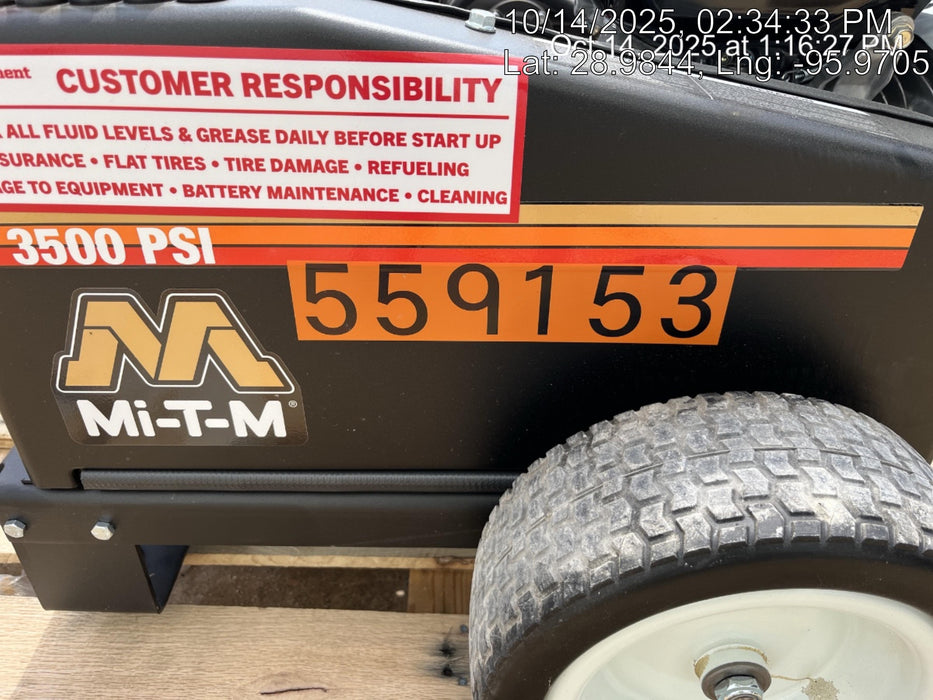 10/14/2025, 02:34:33 PM
Oct 14, 2025 at 1:16:27 PM
Lat: 28.9844, Lng: -95.9705
CUSTOMER RESPONSIBILITY
ALL FLUID LEVELS & GREASE DAILY BEFORE START UP
• FLAT TIRES • TIRE DAMAGE • REFUELING
TO EQUIPMENT • BATTERY MAINTENANCE • CLEANING
3500 PSI
559153
Mi-T-M®